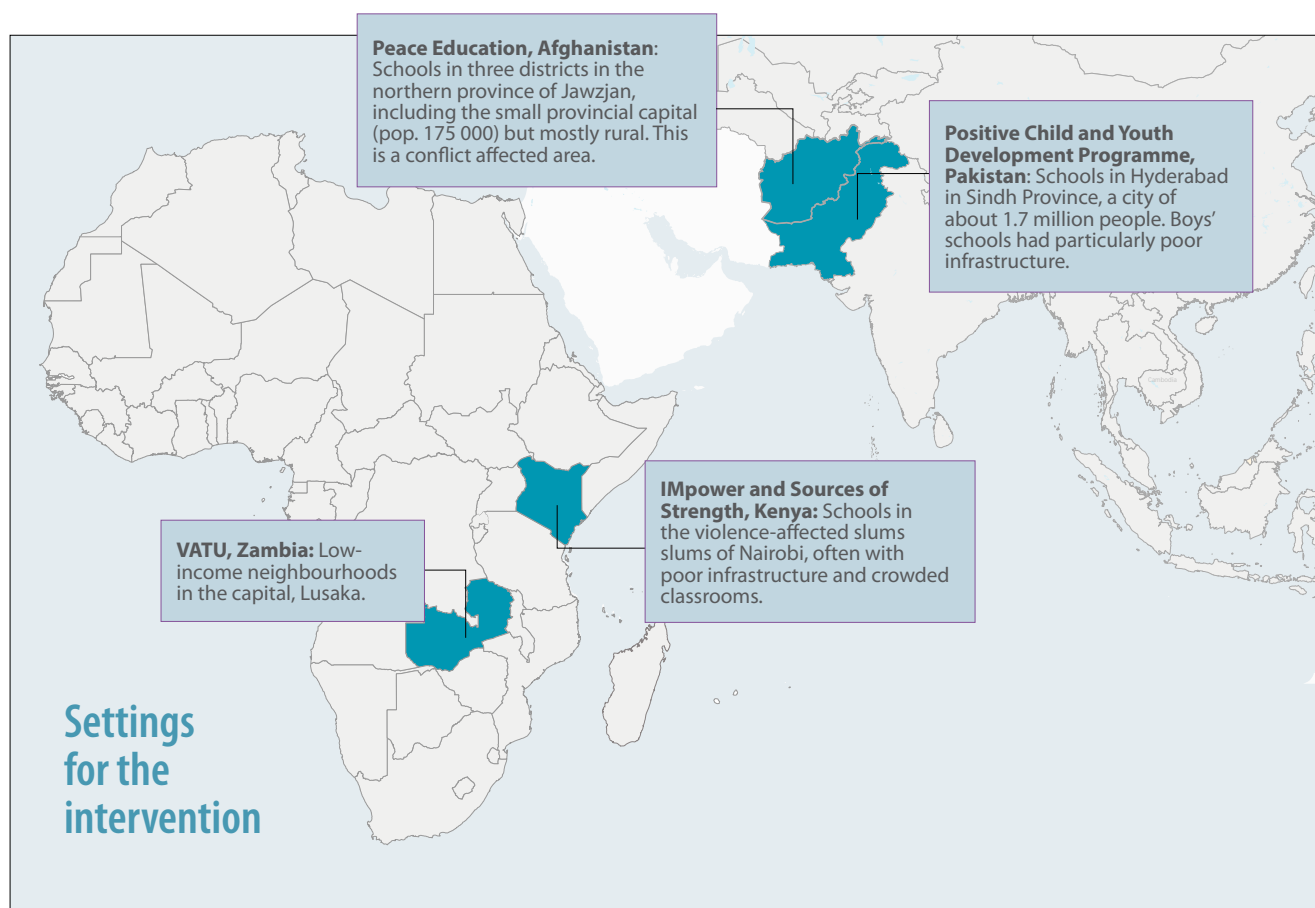 Peace Education, Afghanistan:
Schools in three districts in the
northern province of Jawzjan,
including the small provincial capital
(pop. 175 000) but mostly rural. This
is a conflict affected area.
Positive Child and Youth
Development Programme,
Pakistan: Schools in Hyderabad
in Sindh Province, a city of
about 1.7 million people. Boys’
schools had particularly poor
infrastructure.
Cambodia
IMpower and Sources of
Strength, Kenya: Schools in
the violence-affected slums
slums of Nairobi, often with
poor infrastructure and crowded
classrooms.
VATU, Zambia: Low-
income neighbourhoods
in the capital, Lusaka.
Settings
for the
intervention